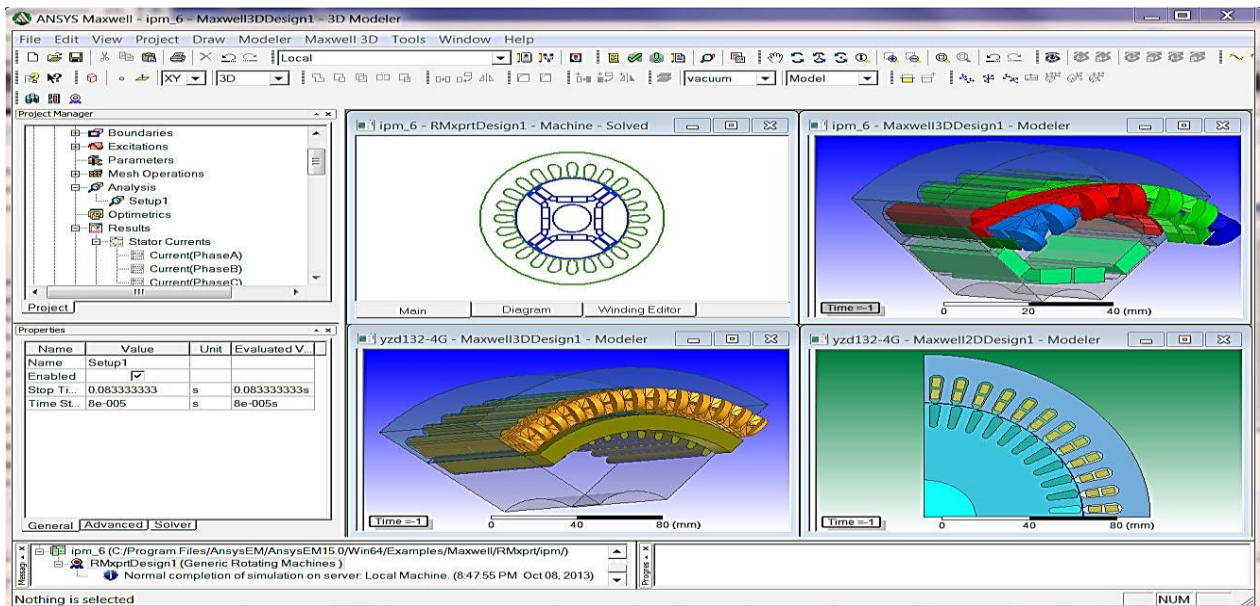 ANSYS Maxwell - ipm_6 - Maxwell3DDesign1 - 3D Modeler
File Edit View Project Draw Modeler Maxwell 3D Tools Window Help
Local
XY 3D vacuum Model
Project Manager
Boundaries
Excitations
Parameters
Mesh Operations
Analysis
Setup1
Optimetrics
Results
Stator Currents
Current(PhaseA)
Current(PhaseB)
Current(PhaseC)
Project
ipm_6 - RMxprtDesign1 - Machine - Solved
Main Diagram Winding Editor
ipm_6 - Maxwell3DDesign1 - Modeler
Time =-1
0 20 40 (mm)
Properties
Name Value Unit Evaluated V...
Name Setup1
Enabled
Stop Ti... 0.083333333 s 0.083333333s
Time St... 8e-005 s 8e-005s
General Advanced Solver
yzd132-4G - Maxwell3DDesign1 - Modeler
Time =-1
0 40 80 (mm)
yzd132-4G - Maxwell2DDesign1 - Modeler
Time =-1
0 40 80 (mm)
ipm_6 (C:/Program Files/AnsysEM/AnsysEM15.0/Win64/Examples/Maxwell/RMxprt/ipm/)
RMxprtDesign1 (Generic Rotating Machines )
Normal completion of simulation on server: Local Machine. (8:47:55 PM Oct 08, 2013)
Messag
Progres
Nothing is selected
NUM